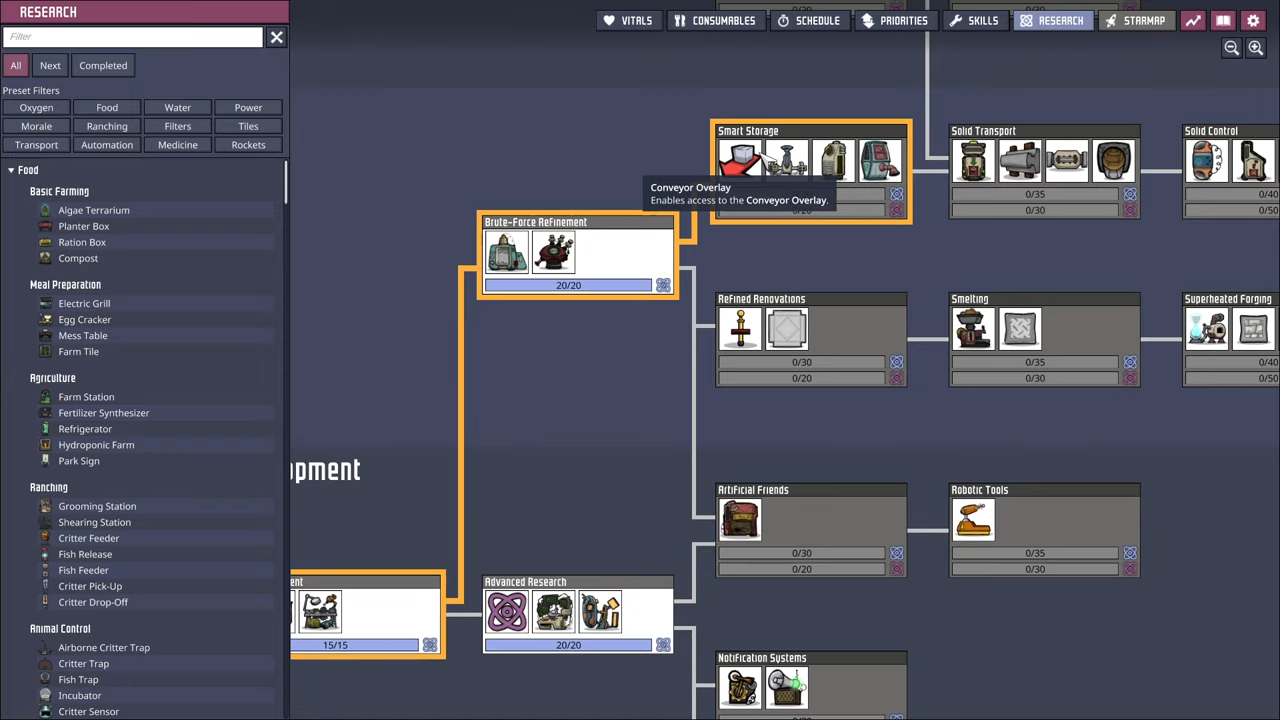 RESEARCH
Filter
All
Next
Completed
Preset Filters
Oxygen
Food
Water
Power
Morale
Ranching
Filters
Tiles
Transport
Automation
Medicine
Rockets
Food
Basic Farming
Algae Terrarium
Planter Box
Ration Box
Compost
Meal Preparation
Electric Grill
Egg Cracker
Mess Table
Farm Tile
Agriculture
Farm Station
Fertilizer Synthesizer
Refrigerator
Hydroponic Farm
Park Sign
Ranching
Grooming Station
Shearing Station
Critter Feeder
Fish Release
Fish Feeder
Critter Pick-Up
Critter Drop-Off
Animal Control
Airborne Critter Trap
Critter Trap
Fish Trap
Incubator
Critter Sensor
VITALS
CONSUMABLES
SCHEDULE
PRIORITIES
SKILLS
RESEARCH
STARMAP
Smart Storage
Conveyor Overlay
Enables access to the Conveyor Overlay.
Solid Transport
0/35
0/30
Solid Control
0/40
Brute-Force Refinement
20/20
Refined Renovations
0/30
0/20
Smelting
0/35
0/30
Superheated Forging
0/40
0/50
opment
Artificial Friends
0/30
0/20
Robotic Tools
0/35
0/30
ent
15/15
Advanced Research
20/20
Notification Systems